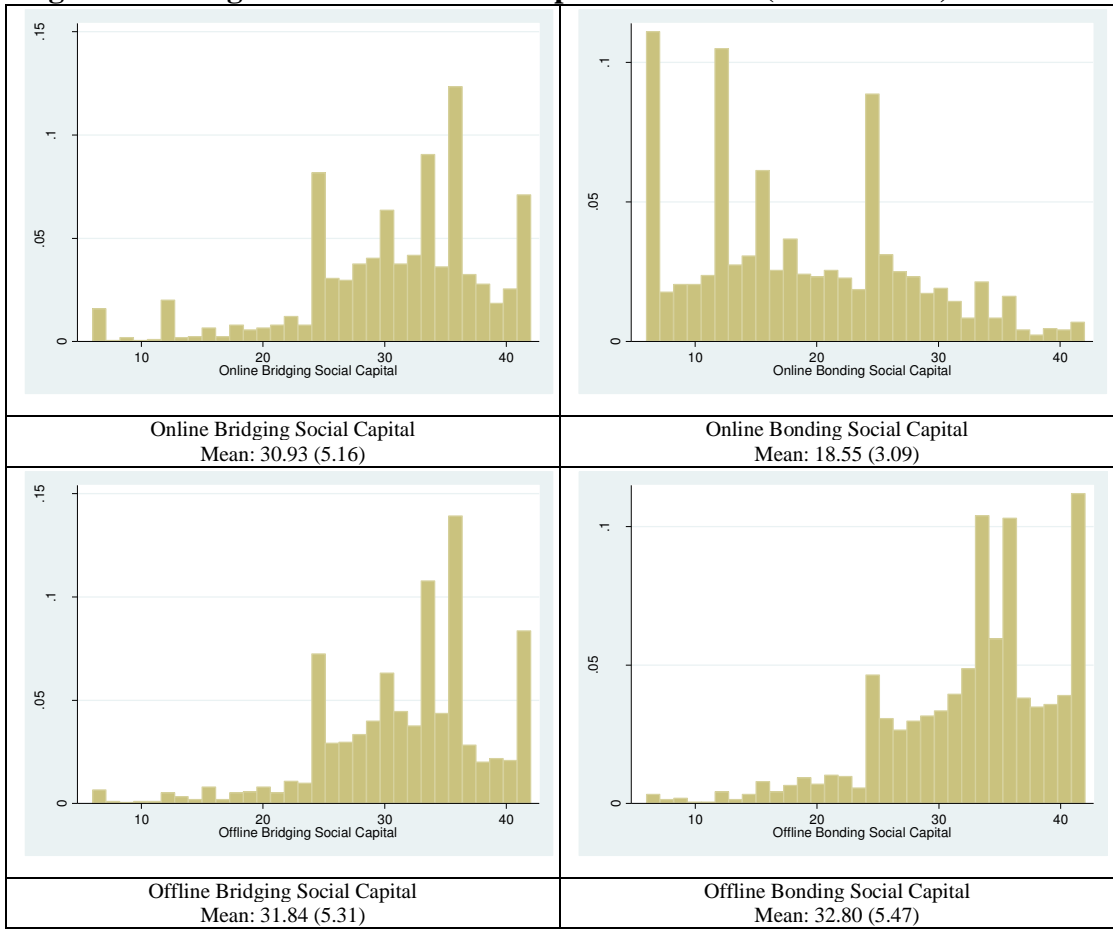 .15
.1
.05
0
10 20 30 40
Online Bridging Social Capital
.1
.05
0
10 20 30 40
Online Bonding Social Capital
Online Bridging Social Capital
Mean: 30.93 (5.16)
Online Bonding Social Capital
Mean: 18.55 (3.09)
.15
.1
.05
0
10 20 30 40
Offline Bridging Social Capital
.1
.05
0
10 20 30 40
Offline Bonding Social Capital
Offline Bridging Social Capital
Mean: 31.84 (5.31)
Offline Bonding Social Capital
Mean: 32.80 (5.47)